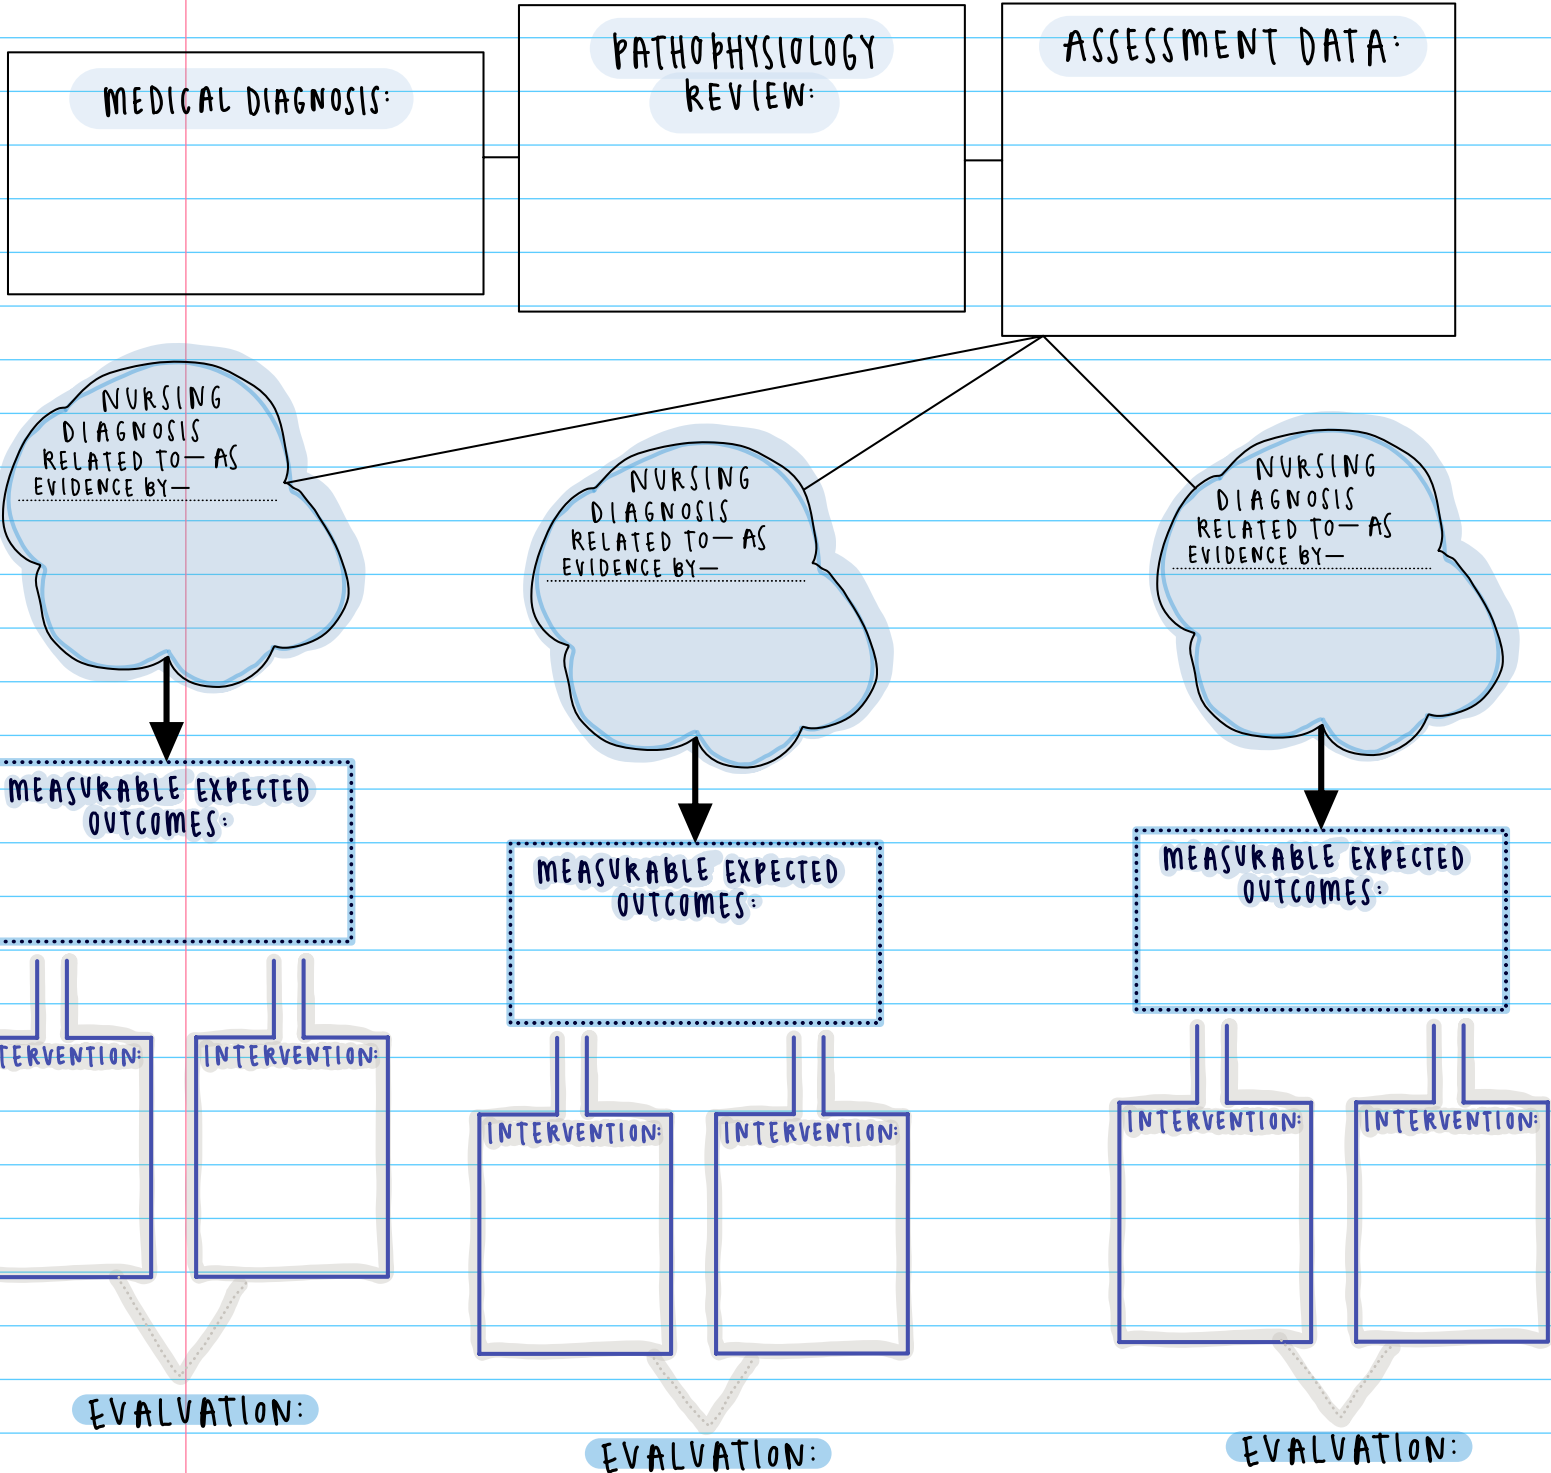 MEDICAL DIAGNOSIS:
PATHOPHYSIOLOGY
REVIEW:
ASSESSMENT DATA:
NURSING
DIAGNOSIS
RELATED TO— AS
EVIDENCE BY—
NURSING
DIAGNOSIS
RELATED TO— AS
EVIDENCE BY—
NURSING
DIAGNOSIS
RELATED TO— AS
EVIDENCE BY—
MEASURABLE EXPECTED
OUTCOMES:
MEASURABLE EXPECTED
OUTCOMES:
MEASURABLE EXPECTED
OUTCOMES:
TERVENTION:
INTERVENTION:
INTERVENTION:
INTERVENTION:
INTERVENTION:
INTERVENTION:
EVALUATION:
EVALUATION:
EVALUATION: